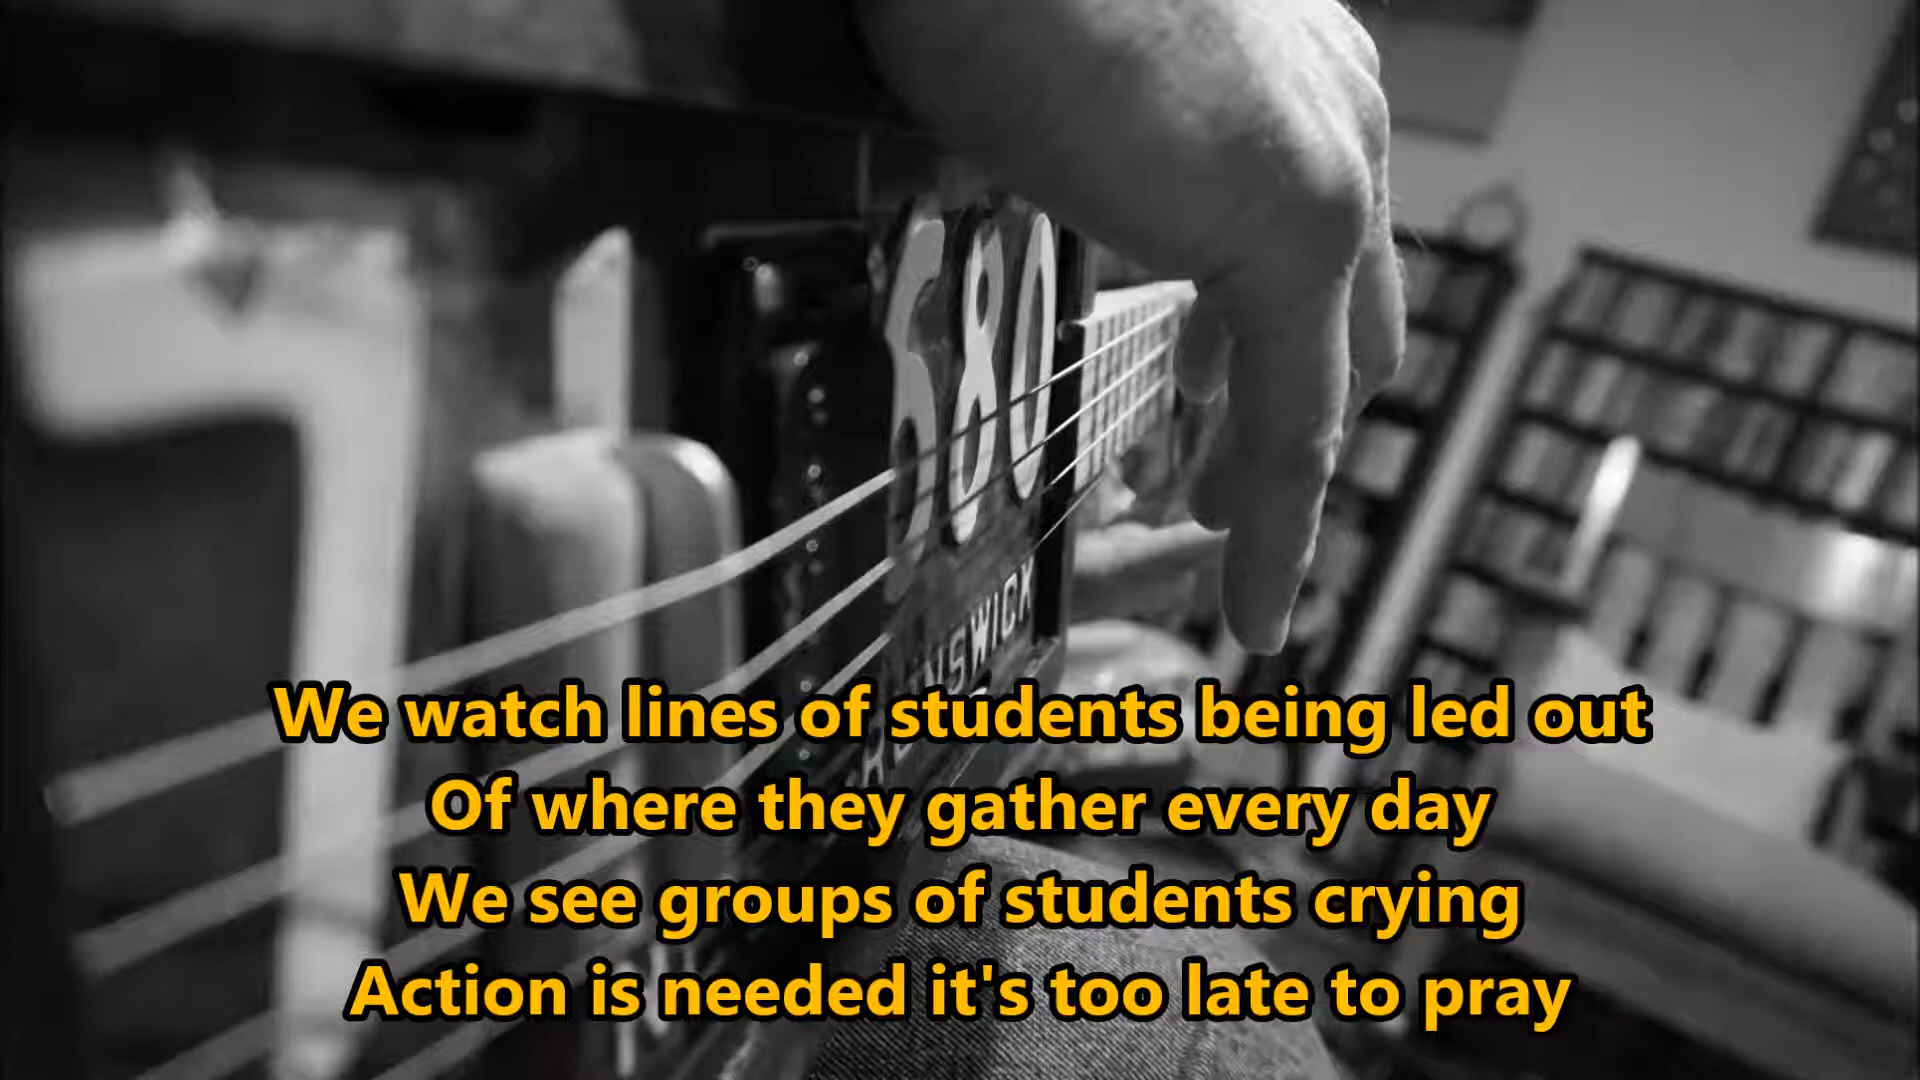 680
We watch lines of students being led out
Of where they gather every day
We see groups of students crying
Action is needed it's too late to pray